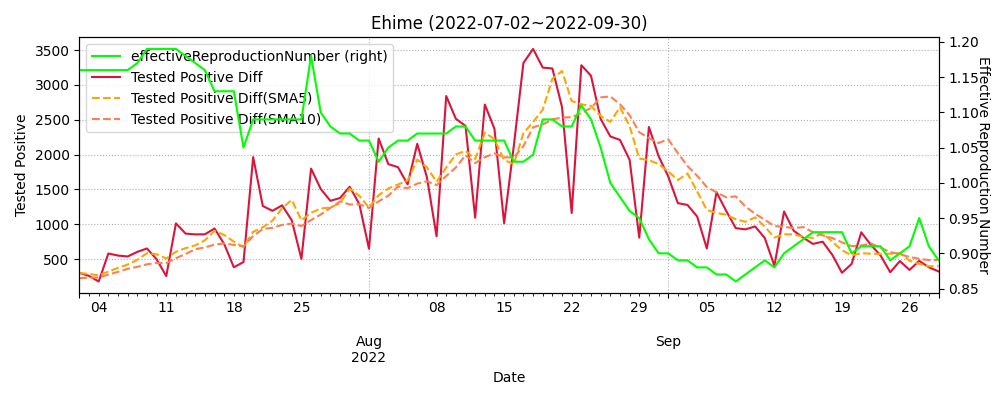 Ehime (2022-07-02~2022-09-30)
effectiveReproductionNumber (right)
Tested Positive Diff
Tested Positive Diff(SMA5)
Tested Positive Diff(SMA10)
Tested Positive
3500
3000
2500
2000
1500
1000
500
1.20
1.15
1.10
1.05
1.00
0.95
0.90
0.85
Effective Reproduction Number
04 11 18 25 08 15 22 29 05 12 19 26
Aug Sep
2022
Date